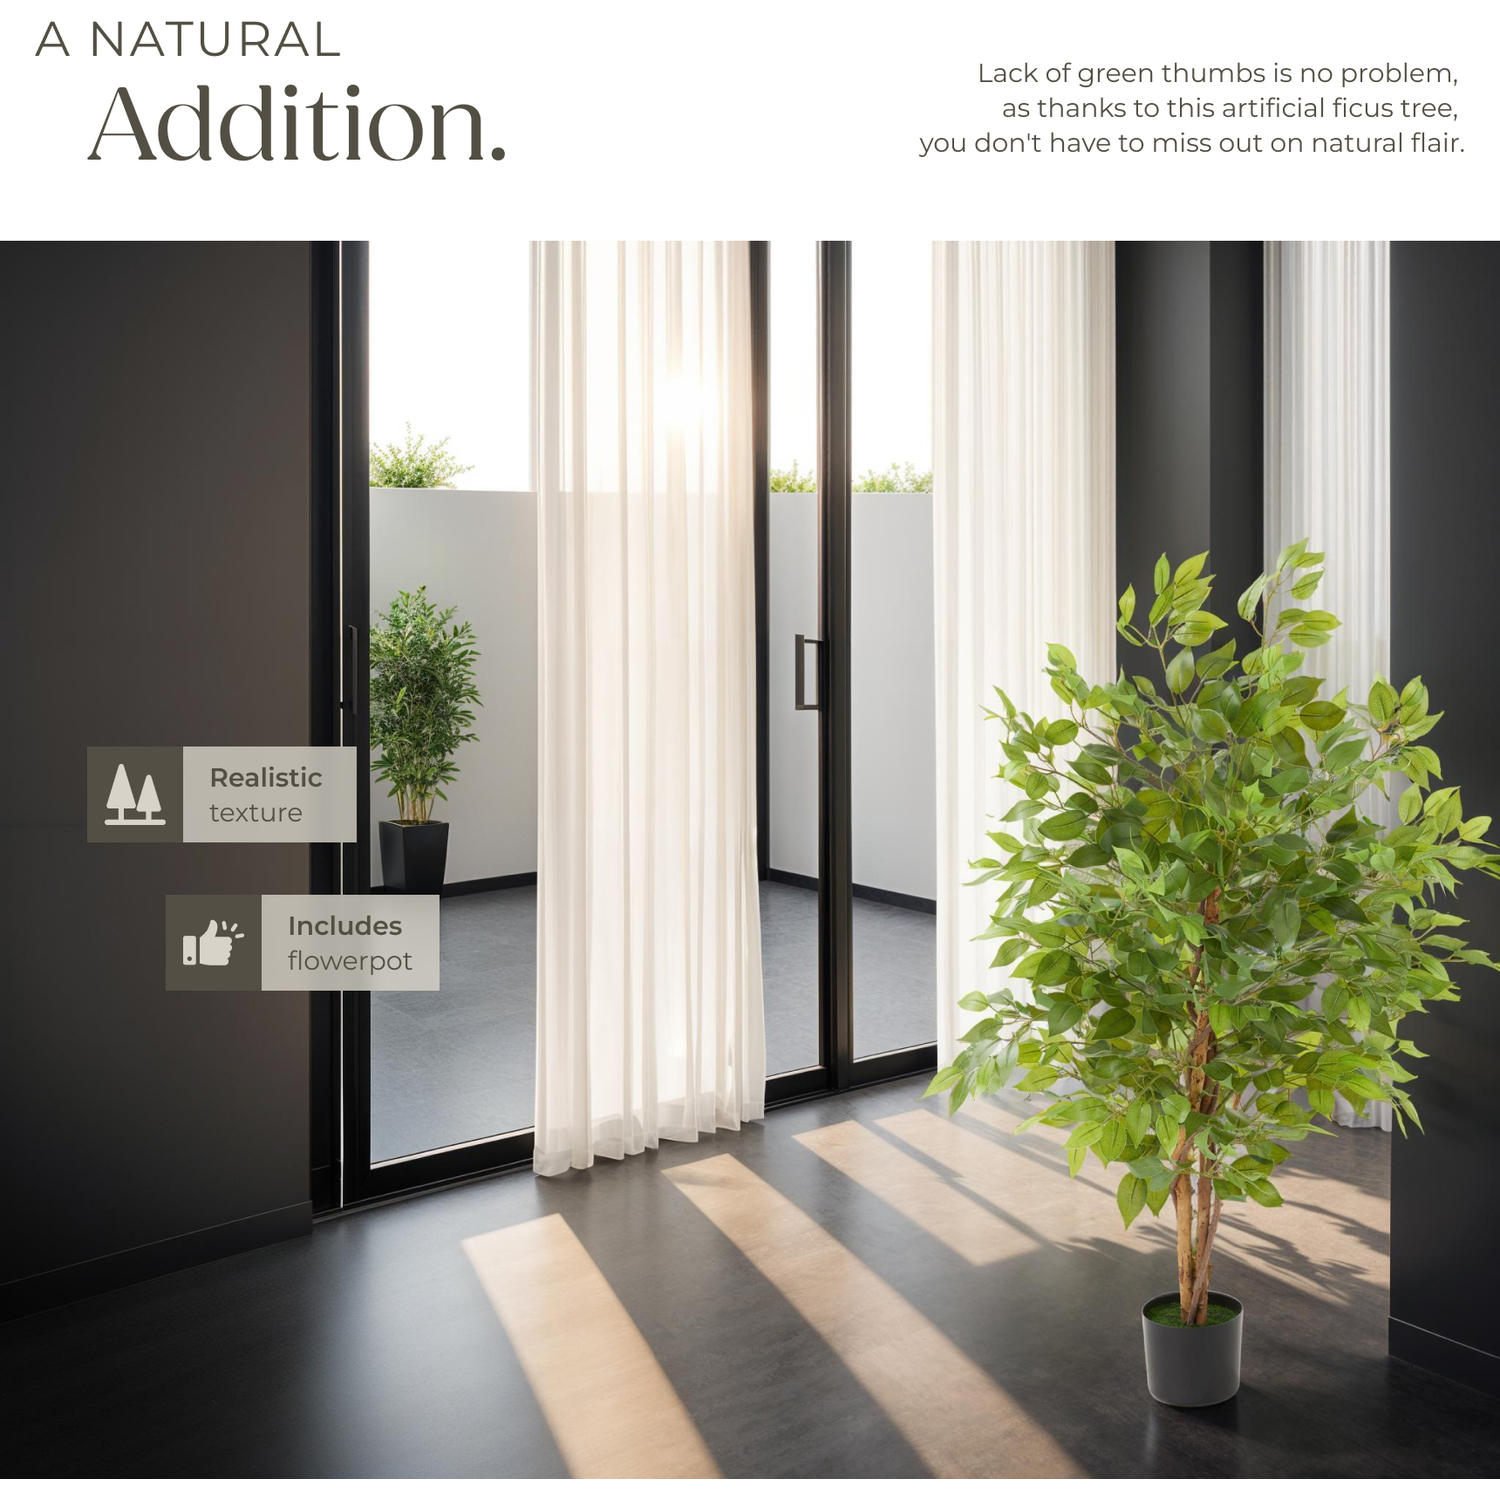 A NATURAL
Addition.
Lack of green thumbs is no problem,
as thanks to this artificial ficus tree,
you don't have to miss out on natural flair.
Realistic
texture
Includes
flowerpot